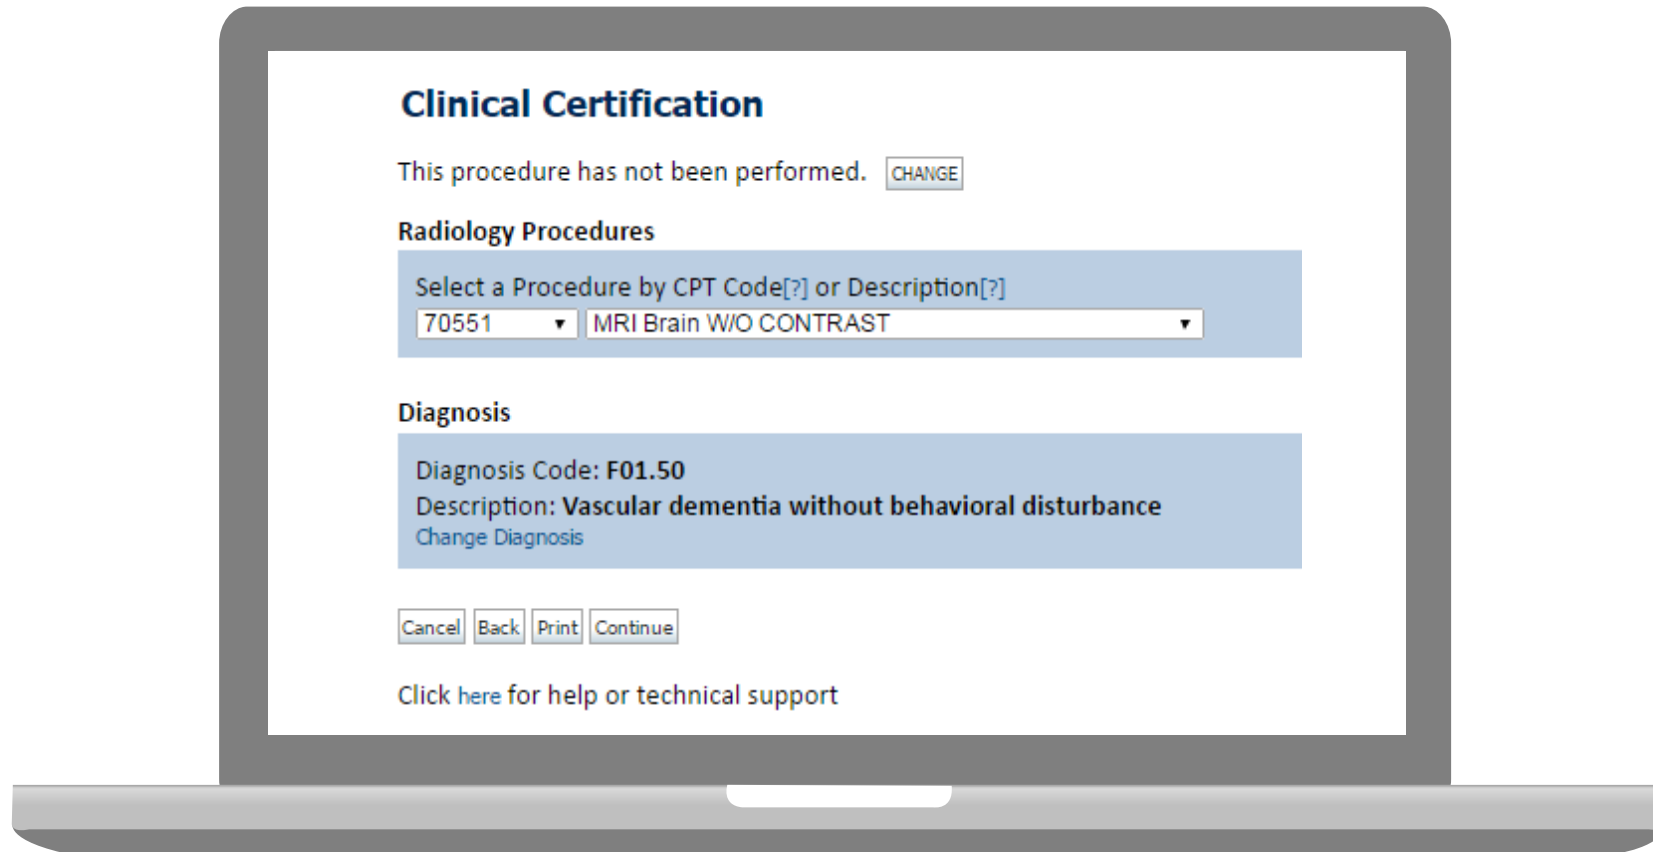 Clinical Certification
This procedure has not been performed. CHANGE
Radiology Procedures
Select a Procedure by CPT Code[?] or Description[?]
70551 MRI Brain W/O CONTRAST
Diagnosis
Diagnosis Code: F01.50
Description: Vascular dementia without behavioral disturbance
Change Diagnosis
Cancel Back Print Continue
Click here for help or technical support